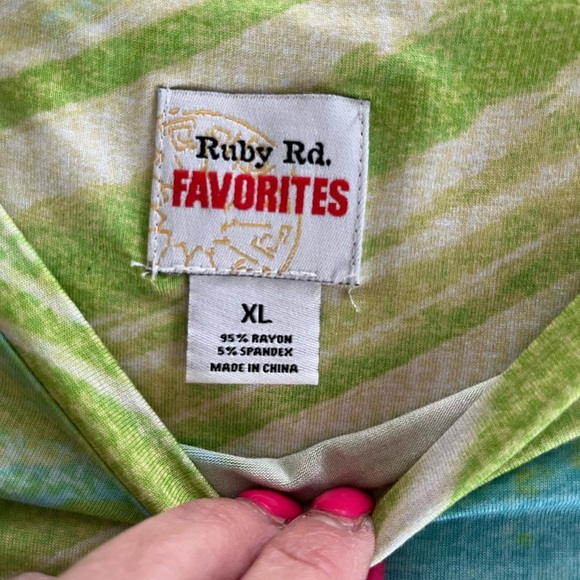 Ruby Rd.
FAVORITES
XL
95% RAYON
5% SPANDEX
MADE IN CHINA